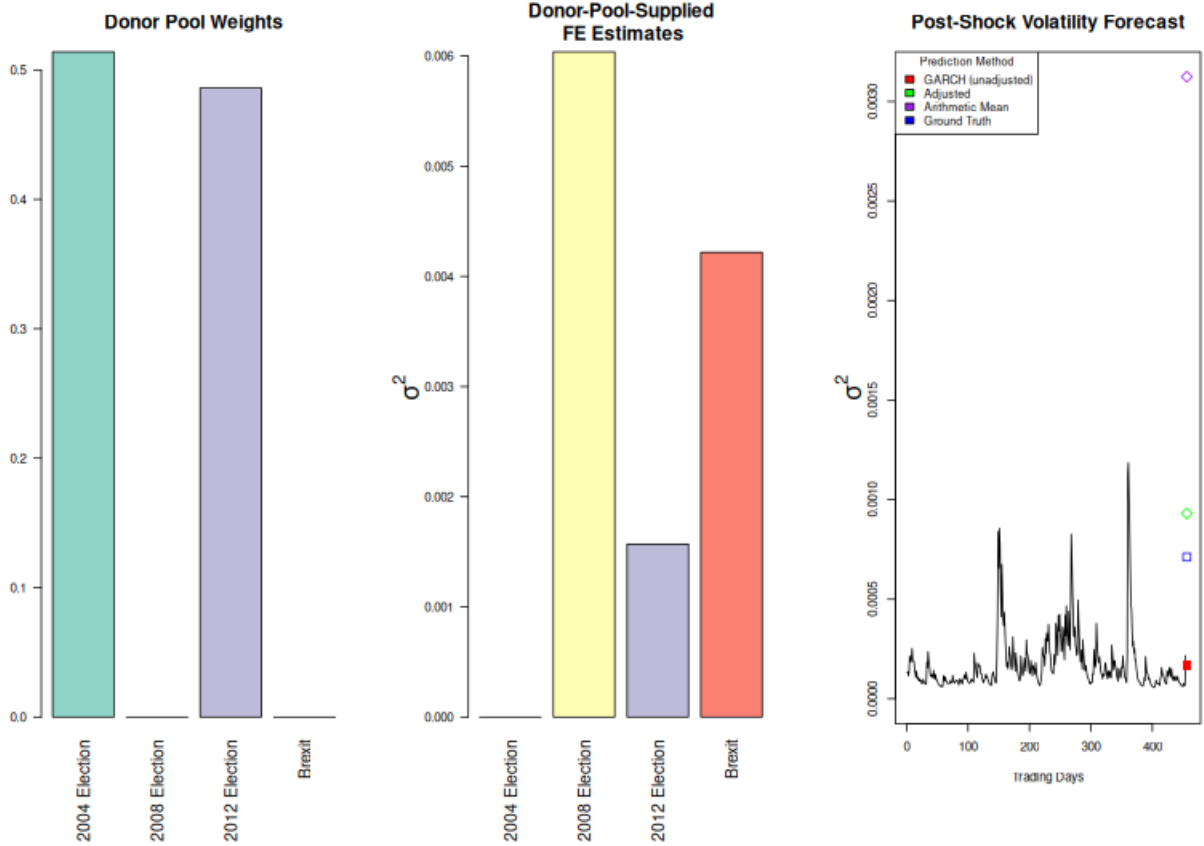 Donor Pool Weights
0.5
0.4
0.3
0.2
0.1
0.0
2004 Election
2008 Election
2012 Election
Brexit
Donor-Pool-Supplied
FE Estimates
σ²
0.006
0.005
0.004
0.003
0.002
0.001
0.000
2004 Election
2008 Election
2012 Election
Brexit
Post-Shock Volatility Forecast
Prediction Method
GARCH (unadjusted)
Adjusted
Arithmetic Mean
Ground Truth
σ²
0.0030
0.0025
0.0020
0.0015
0.0010
0.0005
0.0000
0
100
200
300
400
Trading Days